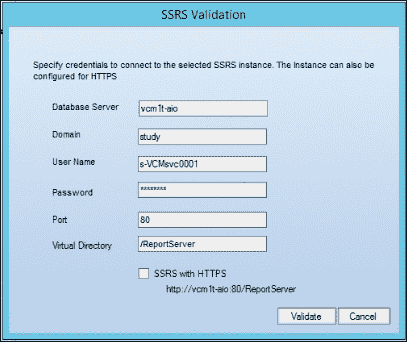 SSRS Validation
Specify credentials to connect to the selected SSRS instance. The Instance can also be
configured for HTTPS
Database Server vcm1t-aio
Domain study
User Name s-VCMsvc0001
Password ********
Port 80
Virtual Directory /ReportServer
SSRS with HTTPS
http://vcm1t-aio:80/ReportServer
Validate Cancel